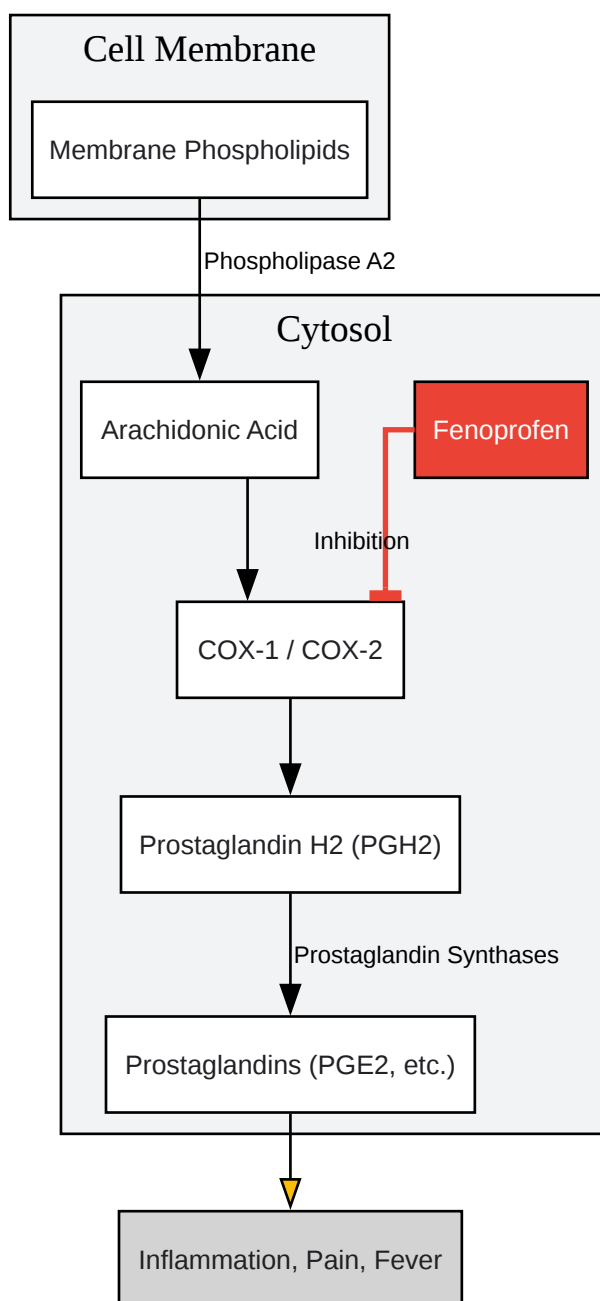 Cell Membrane
Membrane Phospholipids
Phospholipase A2
Cytosol
Arachidonic Acid
Fenoprofen
Inhibition
COX-1 / COX-2
Prostaglandin H2 (PGH2)
Prostaglandin Synthases
Prostaglandins (PGE2, etc.)
Inflammation, Pain, Fever